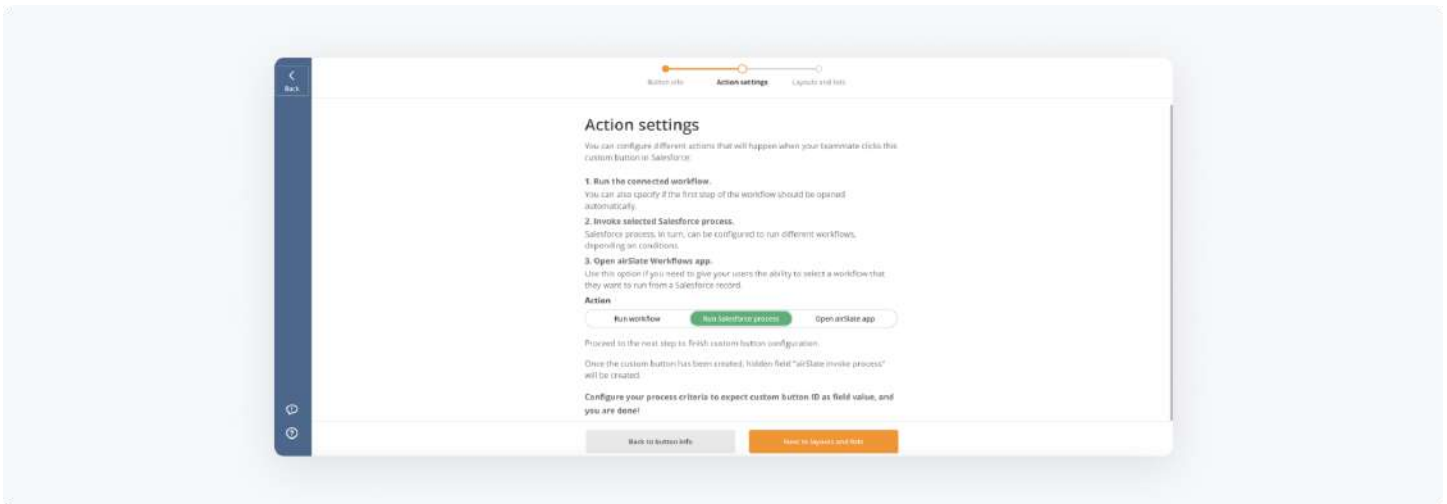 Back
Button info
Action settings
Layouts and lists
Action settings
You can configure different actions that will happen when your teammate clicks this
custom button in Salesforce:
1. Run the connected workflow.
You can also specify if the first step of the workflow should be opened
automatically.
2. Invoke selected Salesforce process.
Salesforce process, in turn, can be configured to run different workflows,
depending on conditions.
3. Open airSlate Workflows app.
Use this option if you need to give your users the ability to select a workflow that
they want to run from a Salesforce record.
Action
Run workflow
Run Salesforce process
Open airSlate app
Proceed to the next step to finish custom button configuration.
Once the custom button has been created, hidden field "airSlate invoke process"
will be created.
Configure your process criteria to expect custom button ID as field value, and
you are done!
Back to button info
Next to layouts and lists